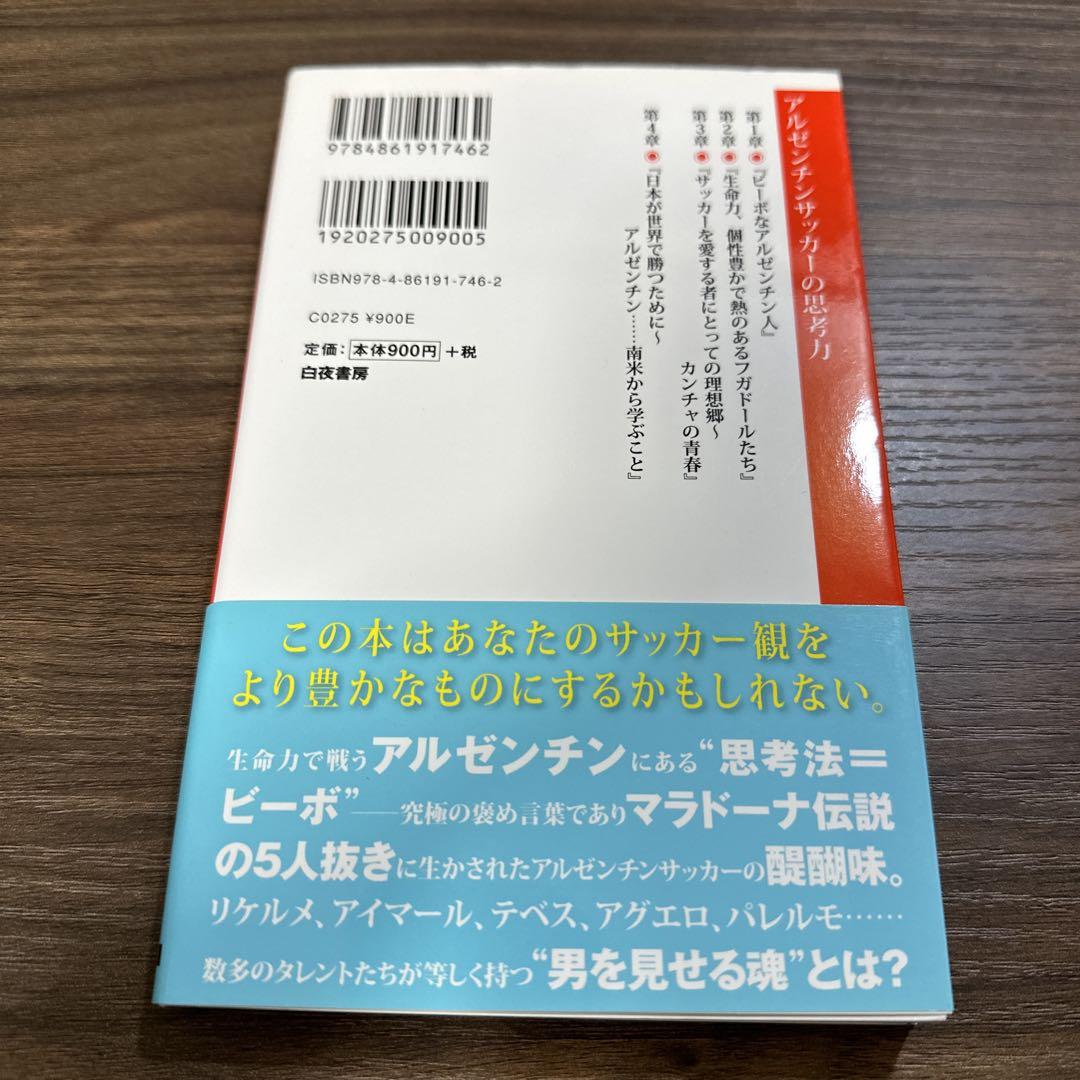 アルゼンチンサッカーの思考力
第1章◉『ビーボなアルゼンチン人』
第2章◉『生命力、個性豊かで熱のあるフガドールたち』
第3章◉『サッカーを愛する者にとっての理想郷~
カンチャの青春』
第4章◉『日本が世界で勝つために~
アルゼンチン……南米から学ぶこと』
9784861917462
1920275009005
ISBN978-4-86191-746-2
C0275 ¥900E
定価：本体900円＋税
白夜書房
この本はあなたのサッカー観を
より豊かなものにするかもしれない。
生命力で戦うアルゼンチンにある“思考法＝
ビーボ”——究極の褒め言葉でありマラドーナ伝説
の5人抜きに生かされたアルゼンチンサッカーの醍醐味。
リケルメ、アイマール、テベス、アグエロ、パレルモ……
数多のタレントたちが等しく持つ“男を見せる魂”とは?